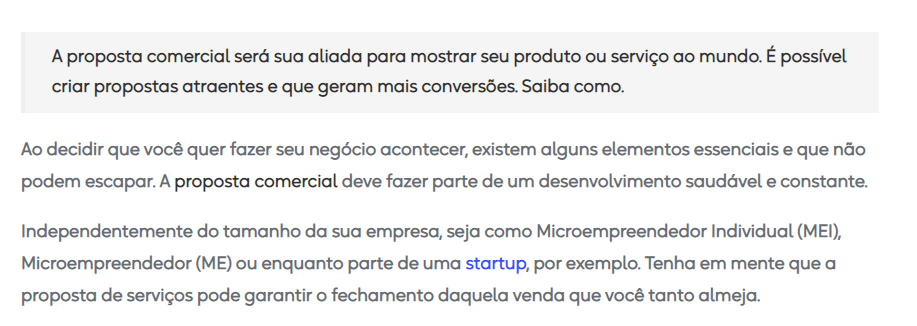 A proposta comercial será sua aliada para mostrar seu produto ou serviço ao mundo. É possível
criar propostas atraentes e que geram mais conversões. Saiba como.
Ao decidir que você quer fazer seu negócio acontecer, existem alguns elementos essenciais e que não
podem escapar. A proposta comercial deve fazer parte de um desenvolvimento saudável e constante.
Independentemente do tamanho da sua empresa, seja como Microempreendedor Individual (MEI),
Microempreendedor (ME) ou enquanto parte de uma startup, por exemplo. Tenha em mente que a
proposta de serviços pode garantir o fechamento daquela venda que você tanto almeja.